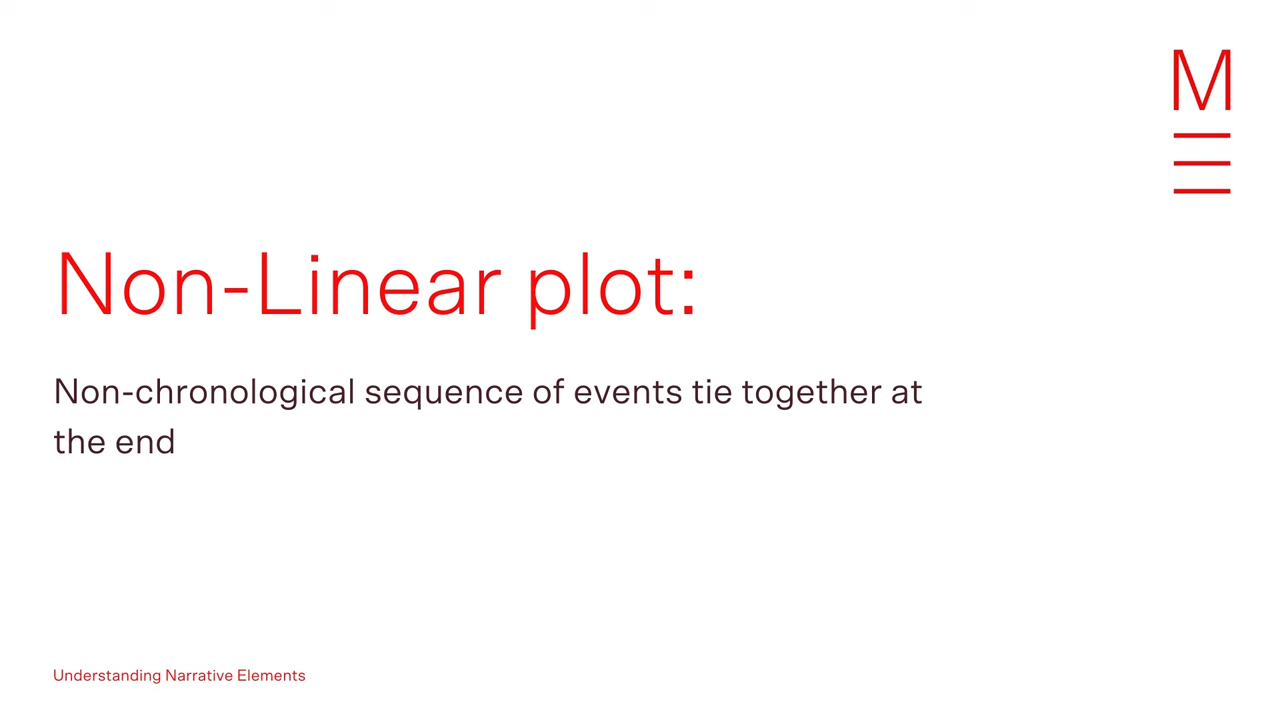 M
Non-Linear plot:
Non-chronological sequence of events tie together at
the end
Understanding Narrative Elements